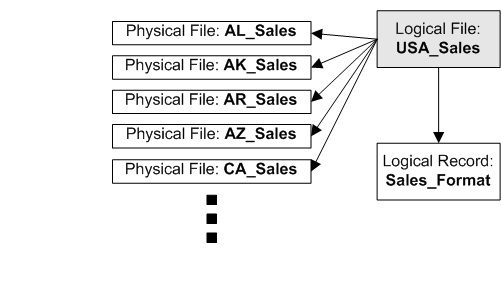 Physical File: AL_Sales
Physical File: AK_Sales
Physical File: AR_Sales
Physical File: AZ_Sales
Physical File: CA_Sales
Logical File:
USA_Sales
Logical Record:
Sales_Format